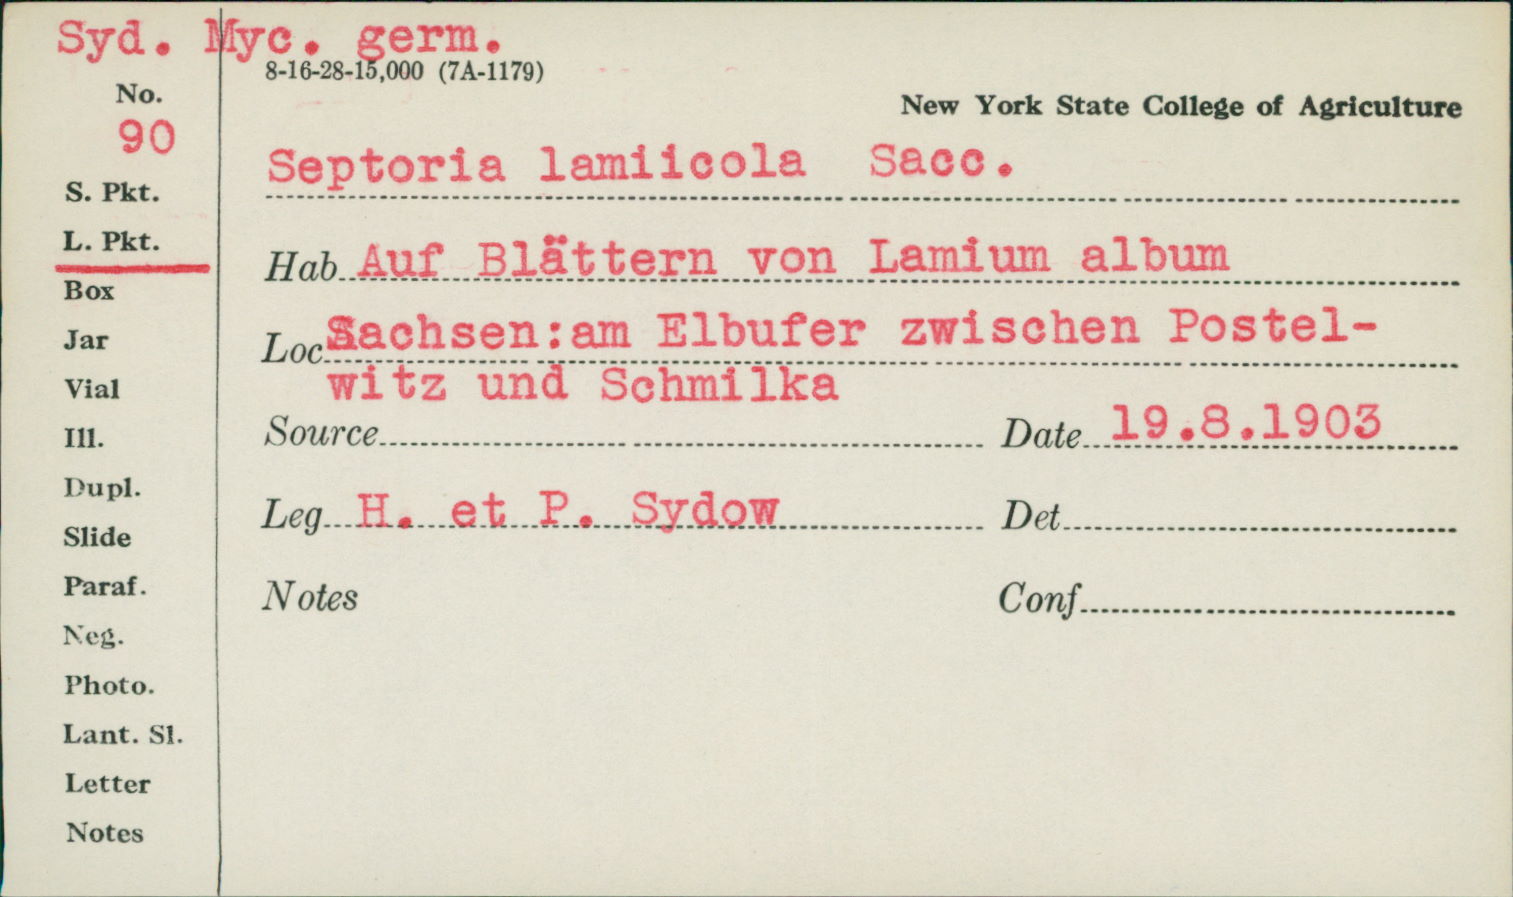 Syd. Myc. germ.
8-16-28-15,000 (7A-1179)
No.
90
New York State College of Agriculture
Septoria lamiicola Sacc.
S. Pkt.
L. Pkt.
Hab. Auf Blättern von Lamium album
Box
Jar
Loc. Sachsen:am Elbufer zwischen Postel-
witz und Schmilka
Vial
Ill.
Source
Date 19.8.1903
Dupl.
Leg. H. et P. Sydow
Det.
Slide
Paraf.
Notes
Conf.
Neg.
Photo.
Lant. Sl.
Letter
Notes